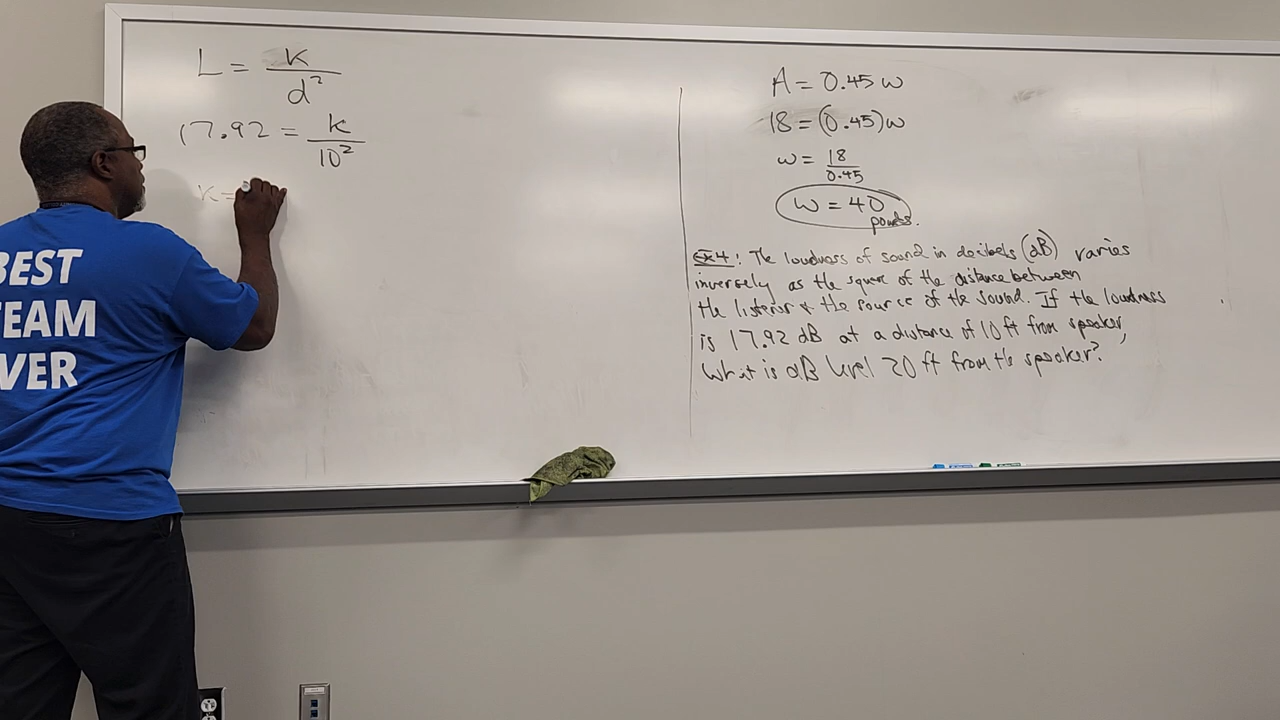 L = K / d²
17.92 = k / 10²
K =
BEST
TEAM
VER
A = 0.45 w
18 = (0.45)w
w = 18 / 0.45
w = 40
pounds.
Ex4: The loudness of sound in decibels (dB) varies
inversely as the square of the distance between
the listener & the source of the sound. If the loudness
is 17.92 dB at a distance of 10 ft from speaker,
What is dB level 20 ft from speaker?